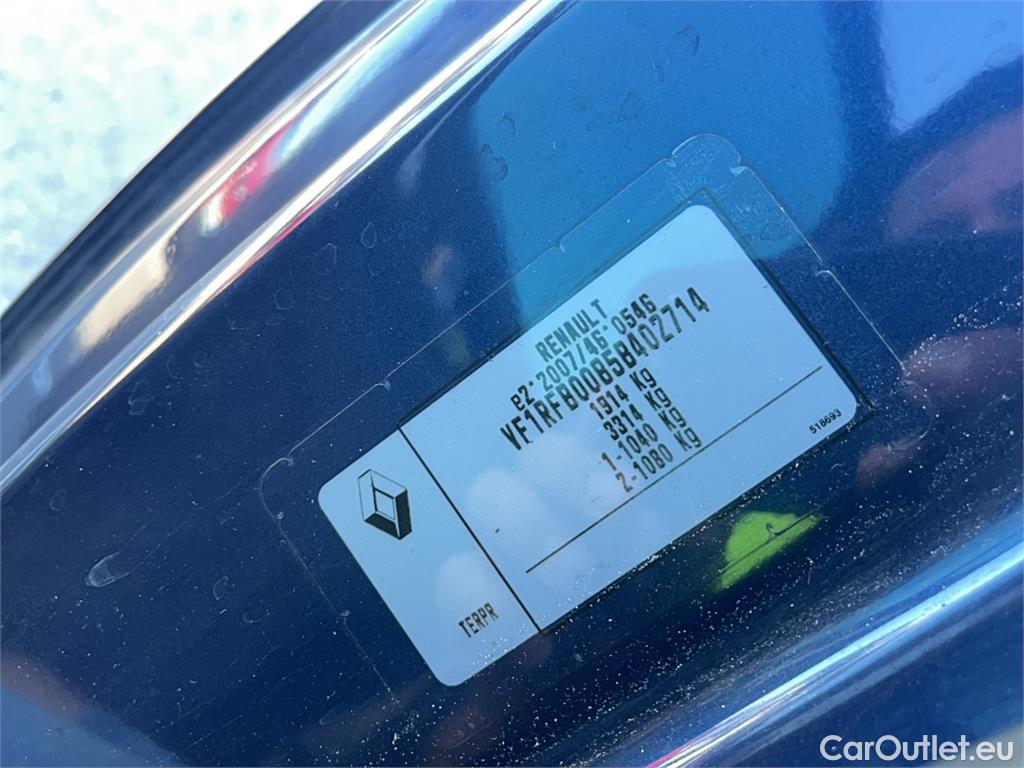 RENAULT
e2*2007/46*0546
VF1RFB00858402714
1914 Kg
3314 Kg
1-1040 Kg
2-1080 Kg
518693
TERPR
CarOutlet.eu